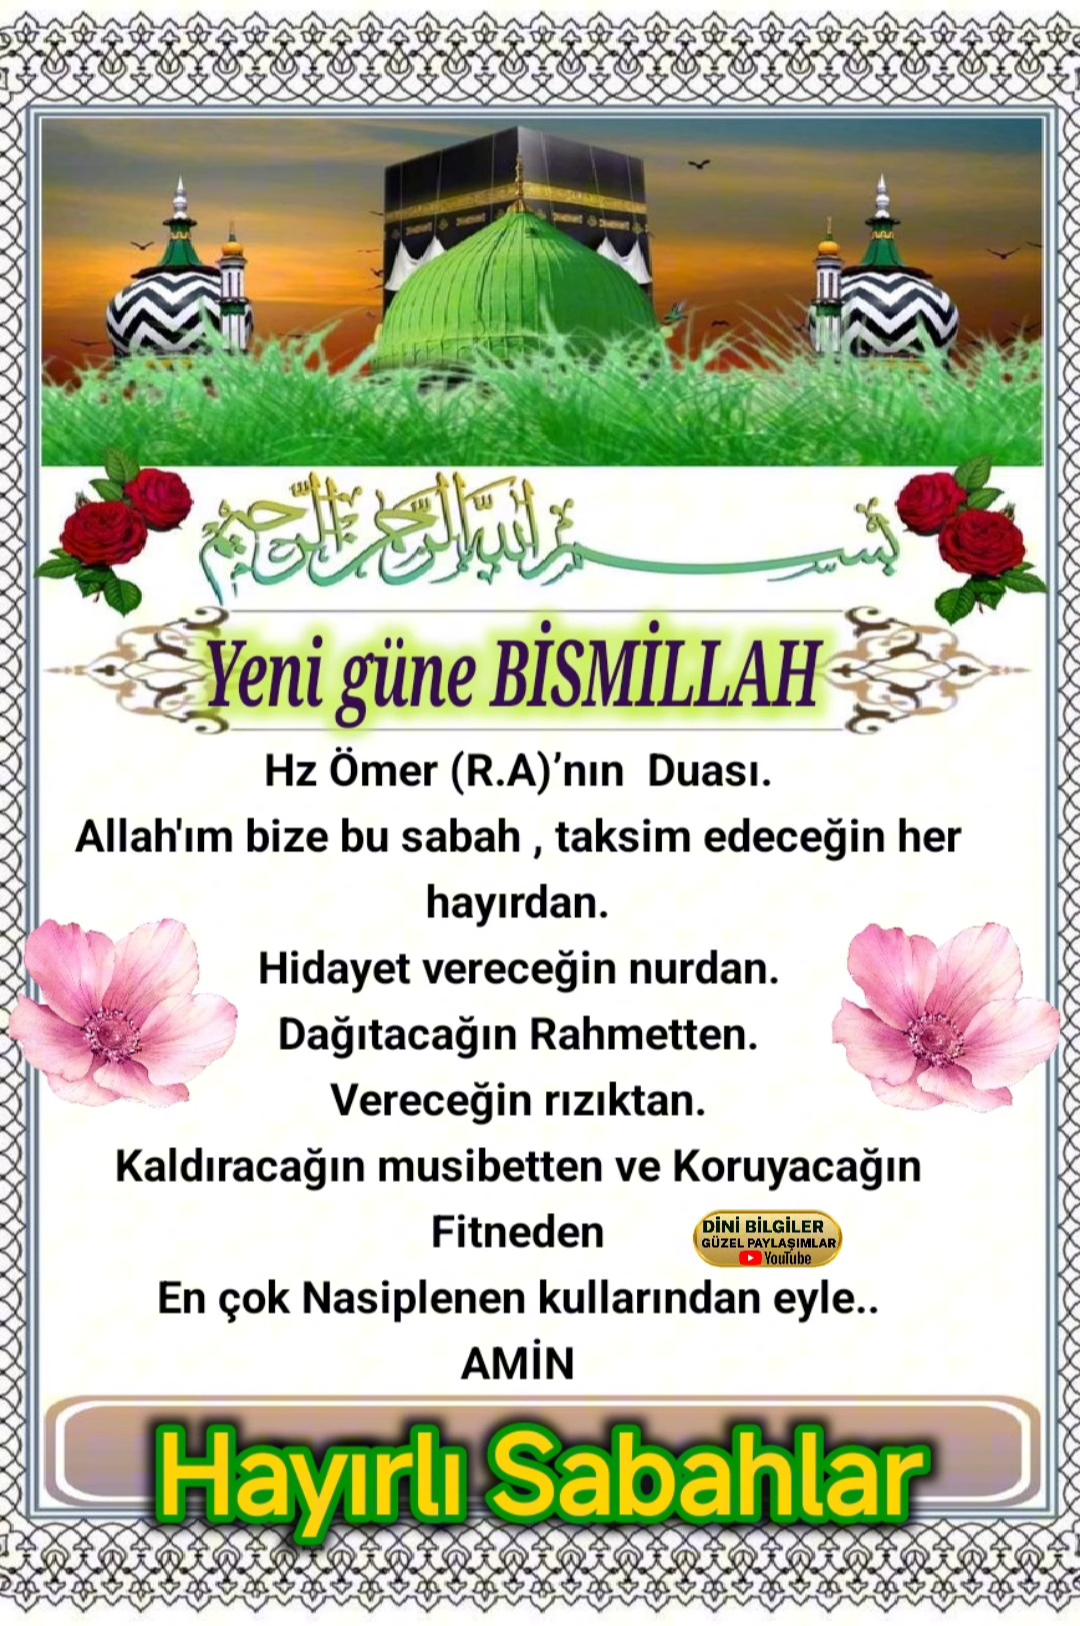 بسم الله الرحمن الرحيم
Yeni güne BİSMİLLAH
Hz Ömer (R.A)’nın Duası.
Allah'ım bize bu sabah , taksim edeceğin her
hayırdan.
Hidayet vereceğin nurdan.
Dağıtacağın Rahmetten.
Vereceğin rızıktan.
Kaldıracağın musibetten ve Koruyacağın
Fitneden
DİNİ BİLGİLER
GÜZEL PAYLAŞIMLAR
YouTube
En çok Nasiplenen kullarından eyle..
AMİN
Hayırlı Sabahlar